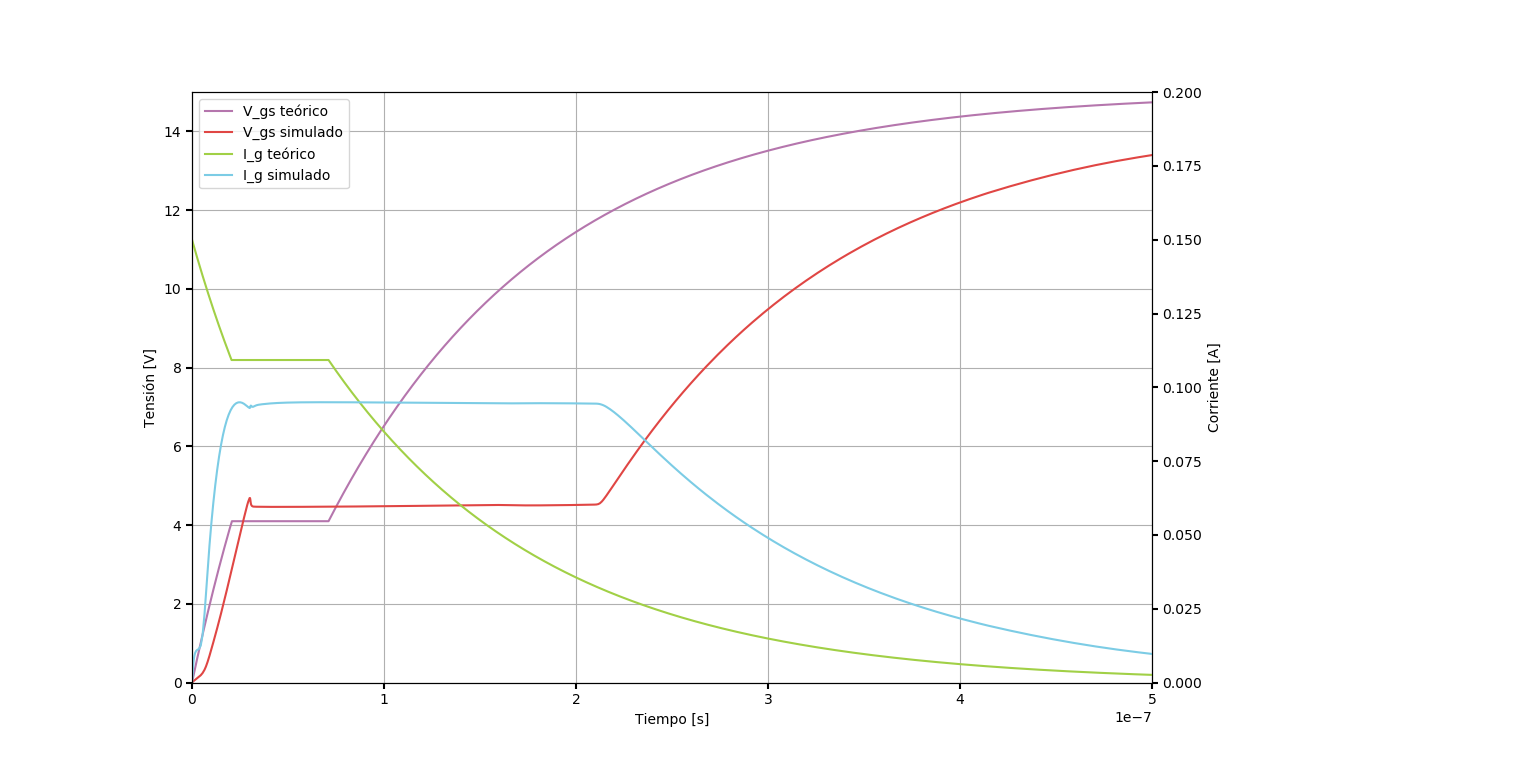 V_gs teórico
V_gs simulado
I_g teórico
I_g simulado
14
12
10
8
6
4
2
0
Tensión [V]
0 1 2 3 4 5
1e−7
Tiempo [s]
0.200
0.175
0.150
0.125
0.100
0.075
0.050
0.025
0.000
Corriente [A]